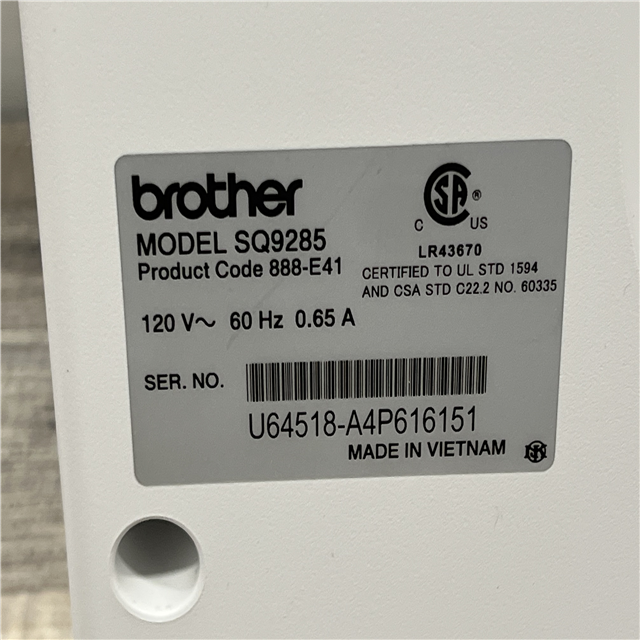 brother
MODEL SQ9285
Product Code 888-E41
120 V~ 60 Hz 0.65 A
SA ®
C US
LR43670
CERTIFIED TO UL STD 1594
AND CSA STD C22.2 NO. 60335
SER. NO.
U64518-A4P616151
MADE IN VIETNAM